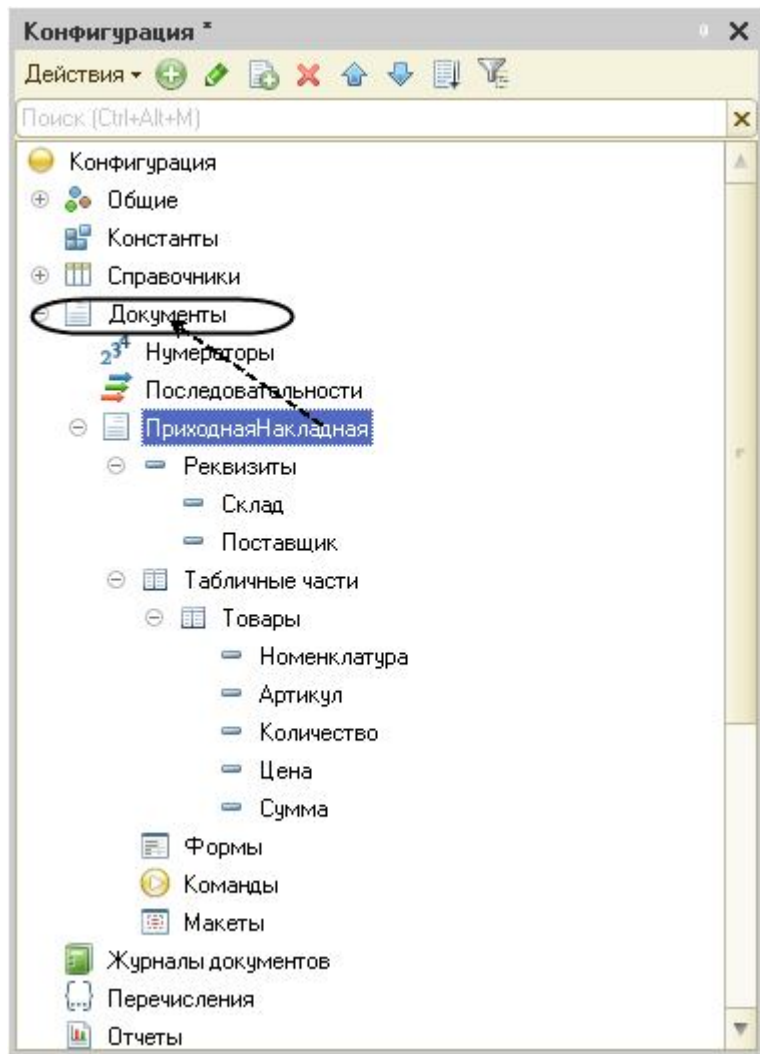 Конфигурация *
Действия
Поиск (Ctrl+Alt+M)
Конфигурация
Общие
Константы
Справочники
Документы
Нумераторы
Последовательности
ПриходнаяНакладная
Реквизиты
Склад
Поставщик
Табличные части
Товары
Номенклатура
Артикул
Количество
Цена
Сумма
Формы
Команды
Макеты
Журналы документов
Перечисления
Отчеты